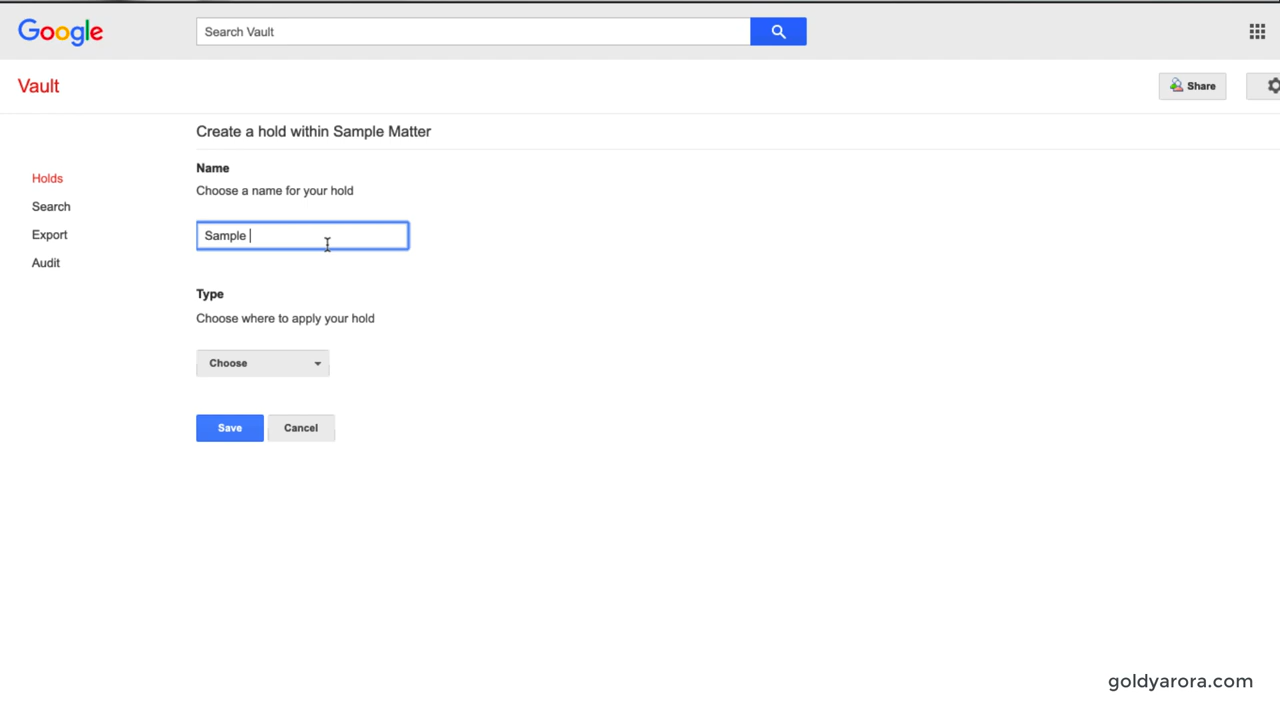 Google
Search Vault
Vault
Share
Create a hold within Sample Matter
Name
Choose a name for your hold
Holds
Search
Export
Audit
Sample
Type
Choose where to apply your hold
Choose
Save
Cancel
goldyarora.com